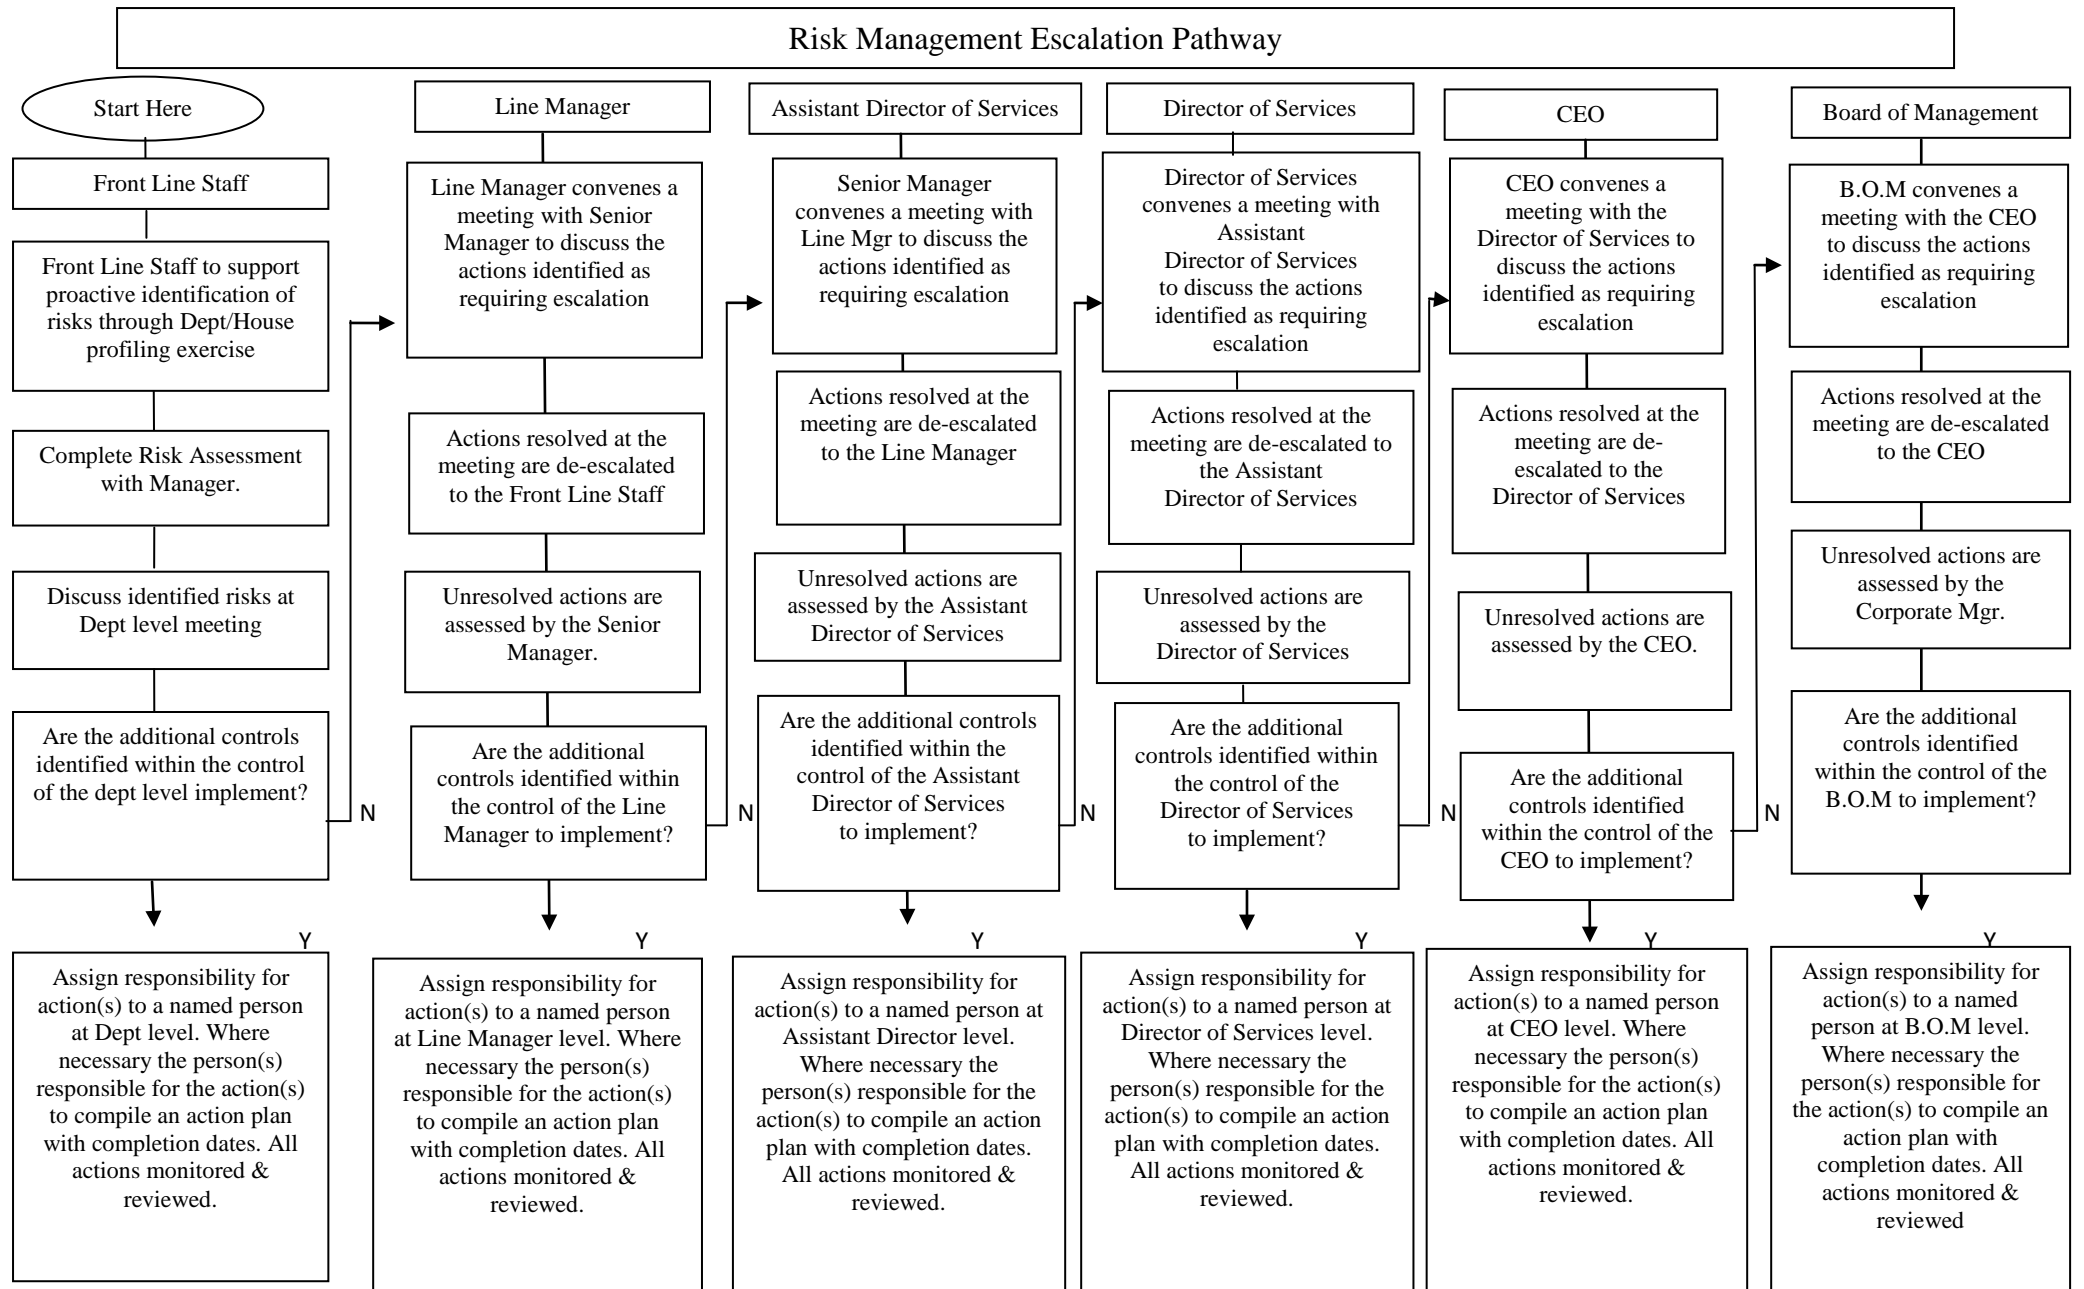 Risk Management Escalation Pathway
Start Here
Front Line Staff
Front Line Staff to support
proactive identification of
risks through Dept/House
profiling exercise
Complete Risk Assessment
with Manager.
Discuss identified risks at
Dept level meeting
Are the additional controls
identified within the control
of the dept level implement?
N
Y
Assign responsibility for
action(s) to a named person
at Dept level. Where
necessary the person(s)
responsible for the action(s)
to compile an action plan
with completion dates. All
actions monitored &
reviewed.
Line Manager
Line Manager convenes a
meeting with Senior
Manager to discuss the
actions identified as
requiring escalation
Actions resolved at the
meeting are de-escalated
to the Front Line Staff
Unresolved actions are
assessed by the Senior
Manager.
Are the additional
controls identified within
the control of the Line
Manager to implement?
N
Y
Assign responsibility for
action(s) to a named person
at Line Manager level. Where
necessary the person(s)
responsible for the action(s)
to compile an action plan
with completion dates. All
actions monitored &
reviewed.
Assistant Director of Services
Senior Manager
convenes a meeting with
Line Mgr to discuss the
actions identified as
requiring escalation
Actions resolved at the
meeting are de-escalated
to the Line Manager
Unresolved actions are
assessed by the Assistant
Director of Services
Are the additional controls
identified within the
control of the Assistant
Director of Services
to implement?
N
Y
Assign responsibility for
action(s) to a named person at
Assistant Director level.
Where necessary the
person(s) responsible for the
action(s) to compile an action
plan with completion dates.
All actions monitored &
reviewed.
Director of Services
Director of Services
convenes a meeting with
Assistant
Director of Services
to discuss the actions
identified as requiring
escalation
Actions resolved at the
meeting are de-escalated to
the Assistant
Director of Services
Unresolved actions are
assessed by the
Director of Services
Are the additional
controls identified within
the control of the
Director of Services
to implement?
N
Y
Assign responsibility for
action(s) to a named person at
Director of Services level.
Where necessary the
person(s) responsible for the
action(s) to compile an action
plan with completion dates.
All actions monitored &
reviewed.
CEO
CEO convenes a
meeting with the
Director of Services to
discuss the actions
identified as requiring
escalation
Actions resolved at the
meeting are de-
escalated to the
Director of Services
Unresolved actions are
assessed by the CEO.
Are the additional
controls identified
within the control of the
CEO to implement?
N
Y
Assign responsibility for
action(s) to a named person
at CEO level. Where
necessary the person(s)
responsible for the action(s)
to compile an action plan
with completion dates. All
actions monitored &
reviewed.
Board of Management
B.O.M convenes a
meeting with the CEO
to discuss the actions
identified as requiring
escalation
Actions resolved at the
meeting are de-escalated
to the CEO
Unresolved actions are
assessed by the
Corporate Mgr.
Are the additional
controls identified
within the control of the
B.O.M to implement?
Y
Assign responsibility for
action(s) to a named
person at B.O.M level.
Where necessary the
person(s) responsible for
the action(s) to compile an
action plan with
completion dates. All
actions monitored &
reviewed